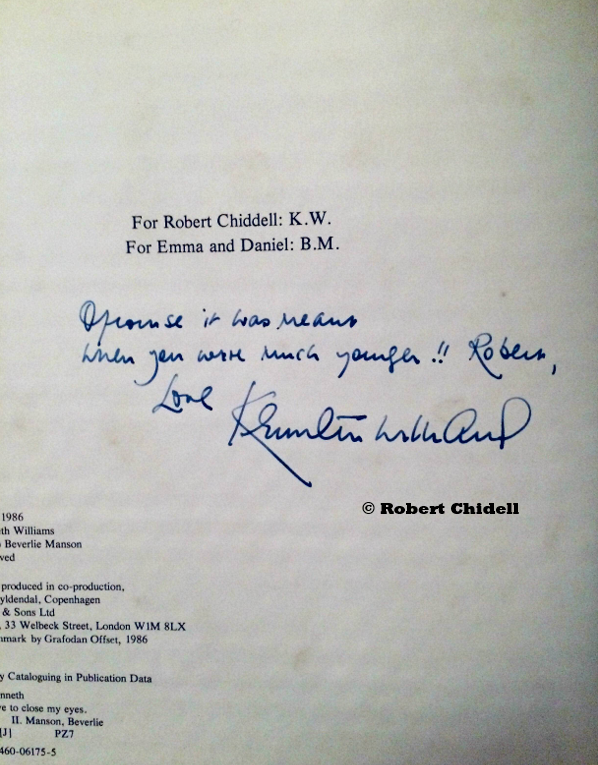 For Robert Chiddell: K.W.
For Emma and Daniel: B.M.
I promise it was meant
when you were much younger!! Robert,
Love Kenneth Williams
© Robert Chidell
1986
th Williams
Beverlie Manson
ved
produced in co-production,
yldendal, Copenhagen
& Sons Ltd
, 33 Welbeck Street, London W1M 8LX
nmark by Grafodan Offset, 1986
y Cataloguing in Publication Data
nneth
ve to close my eyes.
II. Manson, Beverlie
[J] PZ7
460-06175-5